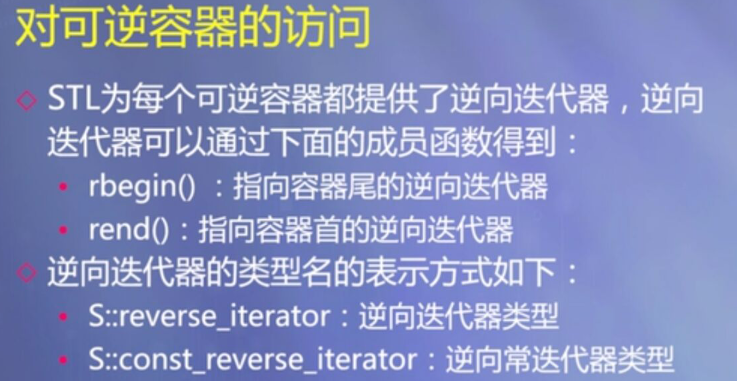 对可逆容器的访问
◇ STL为每个可逆容器都提供了逆向迭代器，逆向
迭代器可以通过下面的成员函数得到：
• rbegin() ：指向容器尾的逆向迭代器
• rend()：指向容器首的逆向迭代器
◇ 逆向迭代器的类型名的表示方式如下：
• S::reverse_iterator：逆向迭代器类型
• S::const_reverse_iterator：逆向常迭代器类型